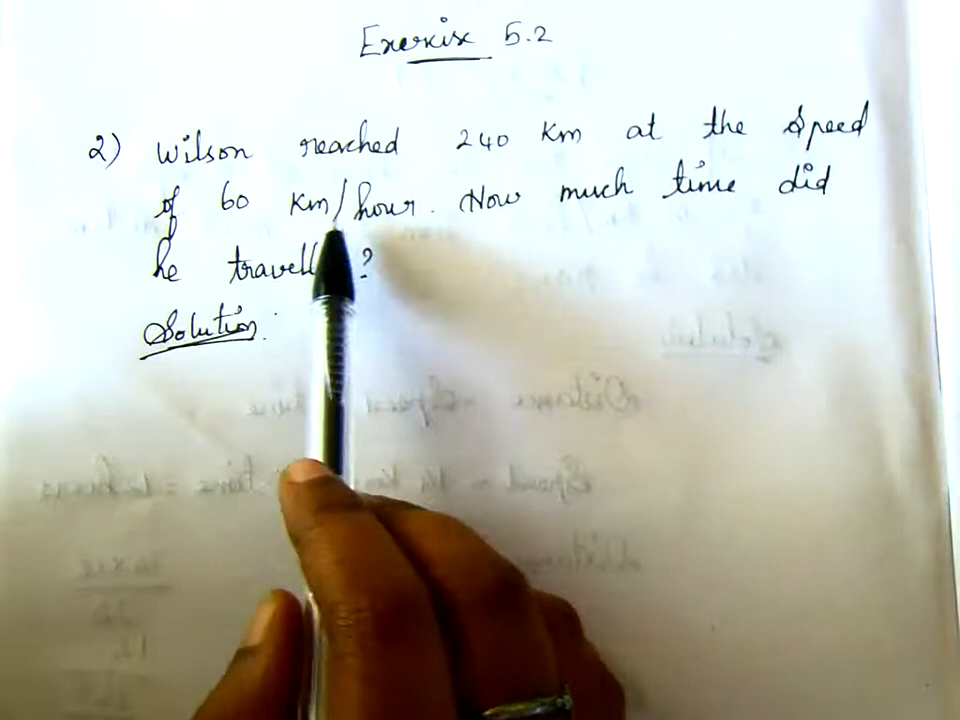 Exercise 5.2
2) Wilson reached 240 km at the speed
of 60 km/hour. How much time did
he travell ?
Solution: